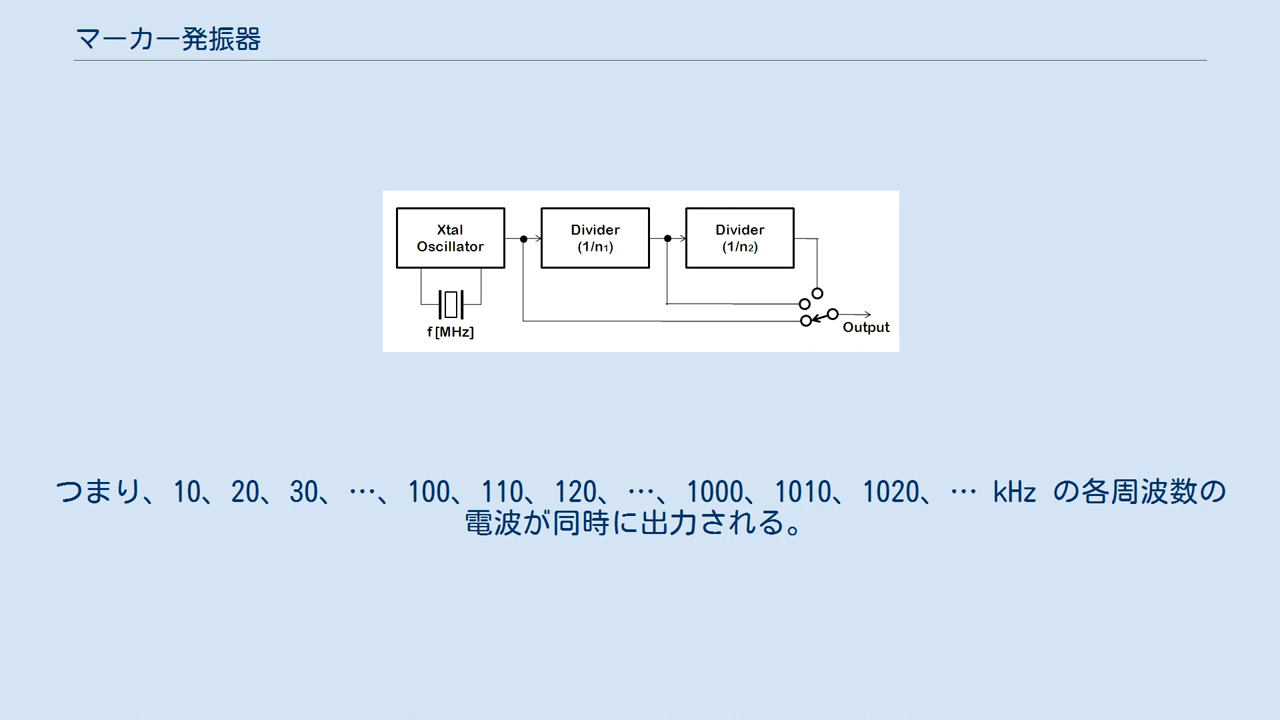 マーカー発振器
Xtal
Oscillator
Divider
(1/n₁)
Divider
(1/n₂)
f [MHz]
Output
つまり、10、20、30、…、100、110、120、…、1000、1010、1020、… kHz の各周波数の
電波が同時に出力される。